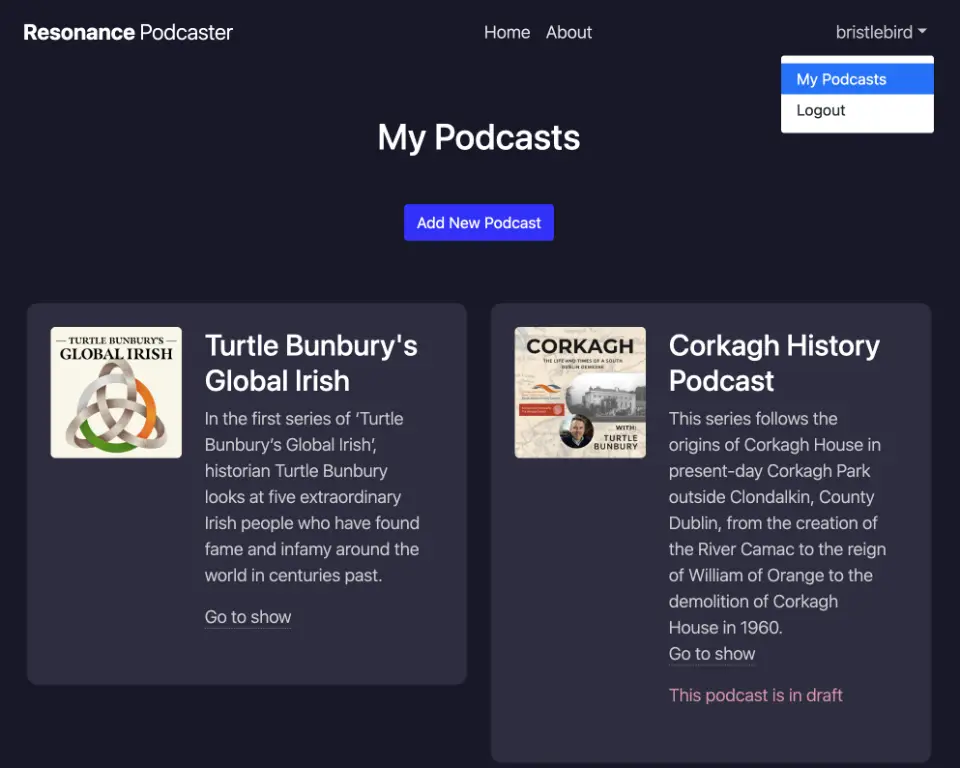 Resonance Podcaster
Home
About
bristlebird
My Podcasts
Logout
My Podcasts
Add New Podcast
TURTLE BUNBURY'S
GLOBAL IRISH
Turtle Bunbury's
Global Irish
In the first series of ‘Turtle
Bunbury’s Global Irish’,
historian Turtle Bunbury
looks at five extraordinary
Irish people who have found
fame and infamy around the
world in centuries past.
Go to show
CORKAGH
THE LIFE AND TIMES OF A SOUTH
DUBLIN DEMESNE
WITH:
TURTLE
BUNBURY
Corkagh History
Podcast
This series follows the
origins of Corkagh House in
present-day Corkagh Park
outside Clondalkin, County
Dublin, from the creation of
the River Camac to the reign
of William of Orange to the
demolition of Corkagh
House in 1960.
Go to show
This podcast is in draft